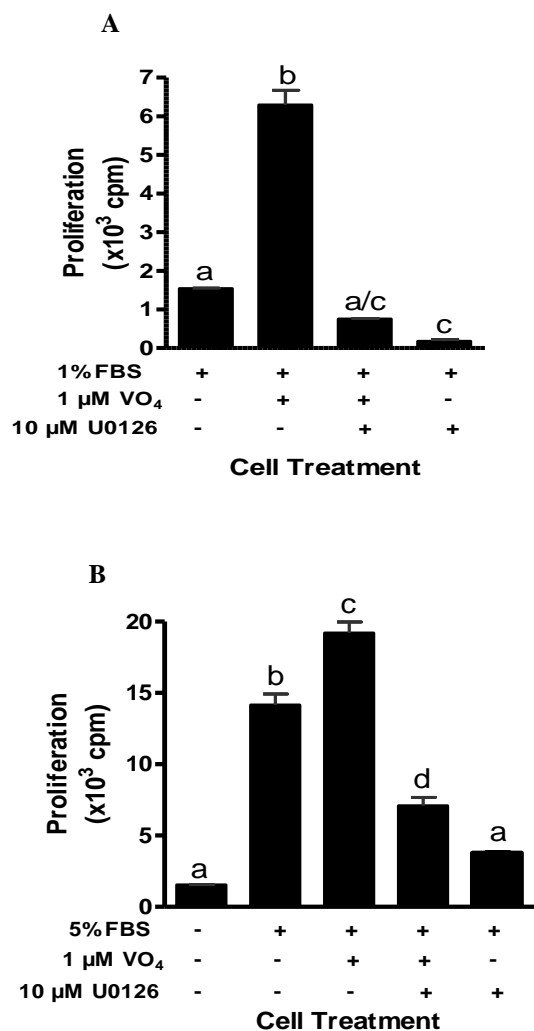 A
Proliferation
(x10³ cpm)
7
6
5
4
3
2
1
0
a
b
a/c
c
1% FBS + + + +
1 µM VO₄ - + + -
10 µM U0126 - - + +
Cell Treatment
B
Proliferation
(x10³ cpm)
20
15
10
5
0
a
b
c
d
a
5% FBS - + + + +
1 µM VO₄ - - + + -
10 µM U0126 - - - + +
Cell Treatment